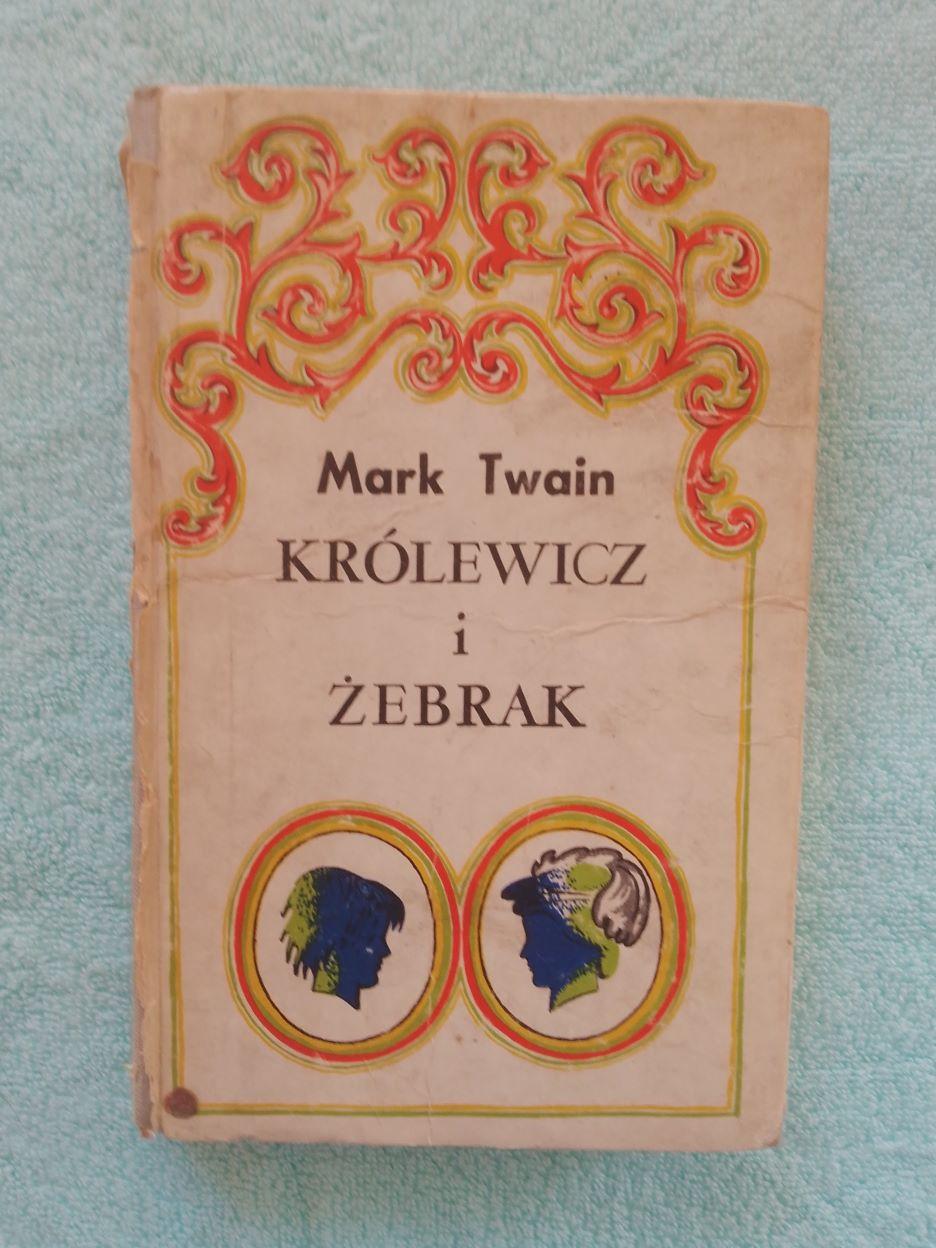 Mark Twain
KRÓLEWICZ
i
ŻEBRAK